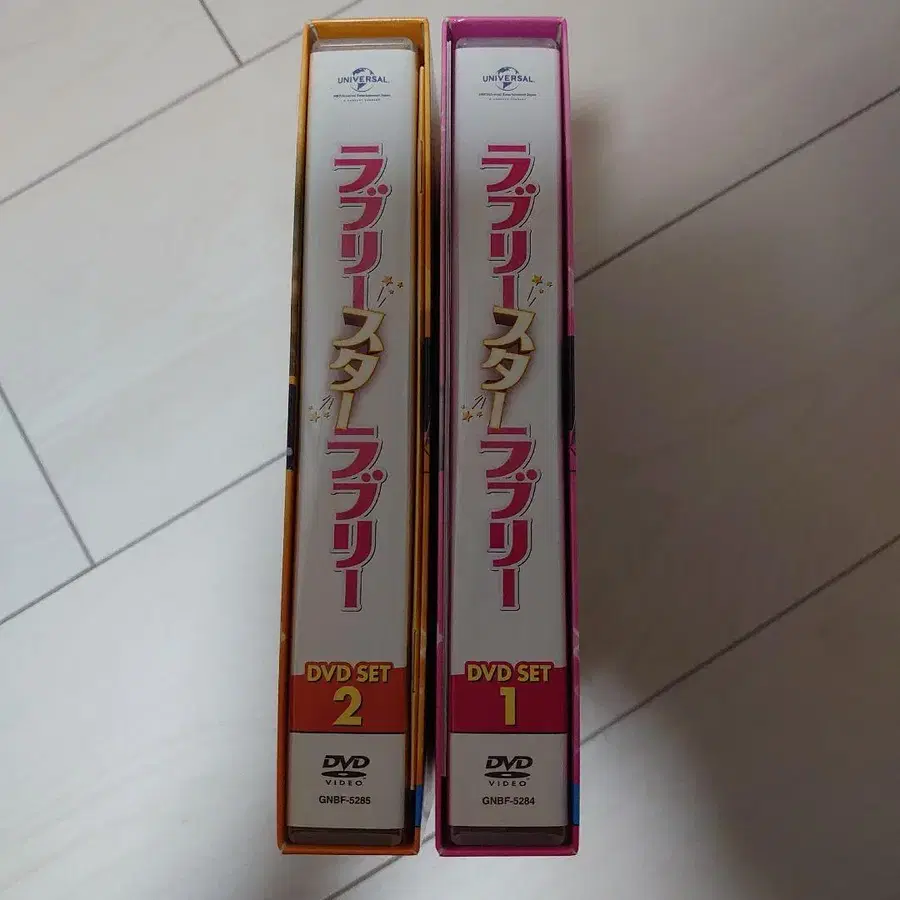 UNIVERSAL
ラブリースターラブリー
DVD SET
2
DVD
VIDEO
GNBF-5285
UNIVERSAL
ラブリースターラブリー
DVD SET
1
DVD
VIDEO
GNBF-5284